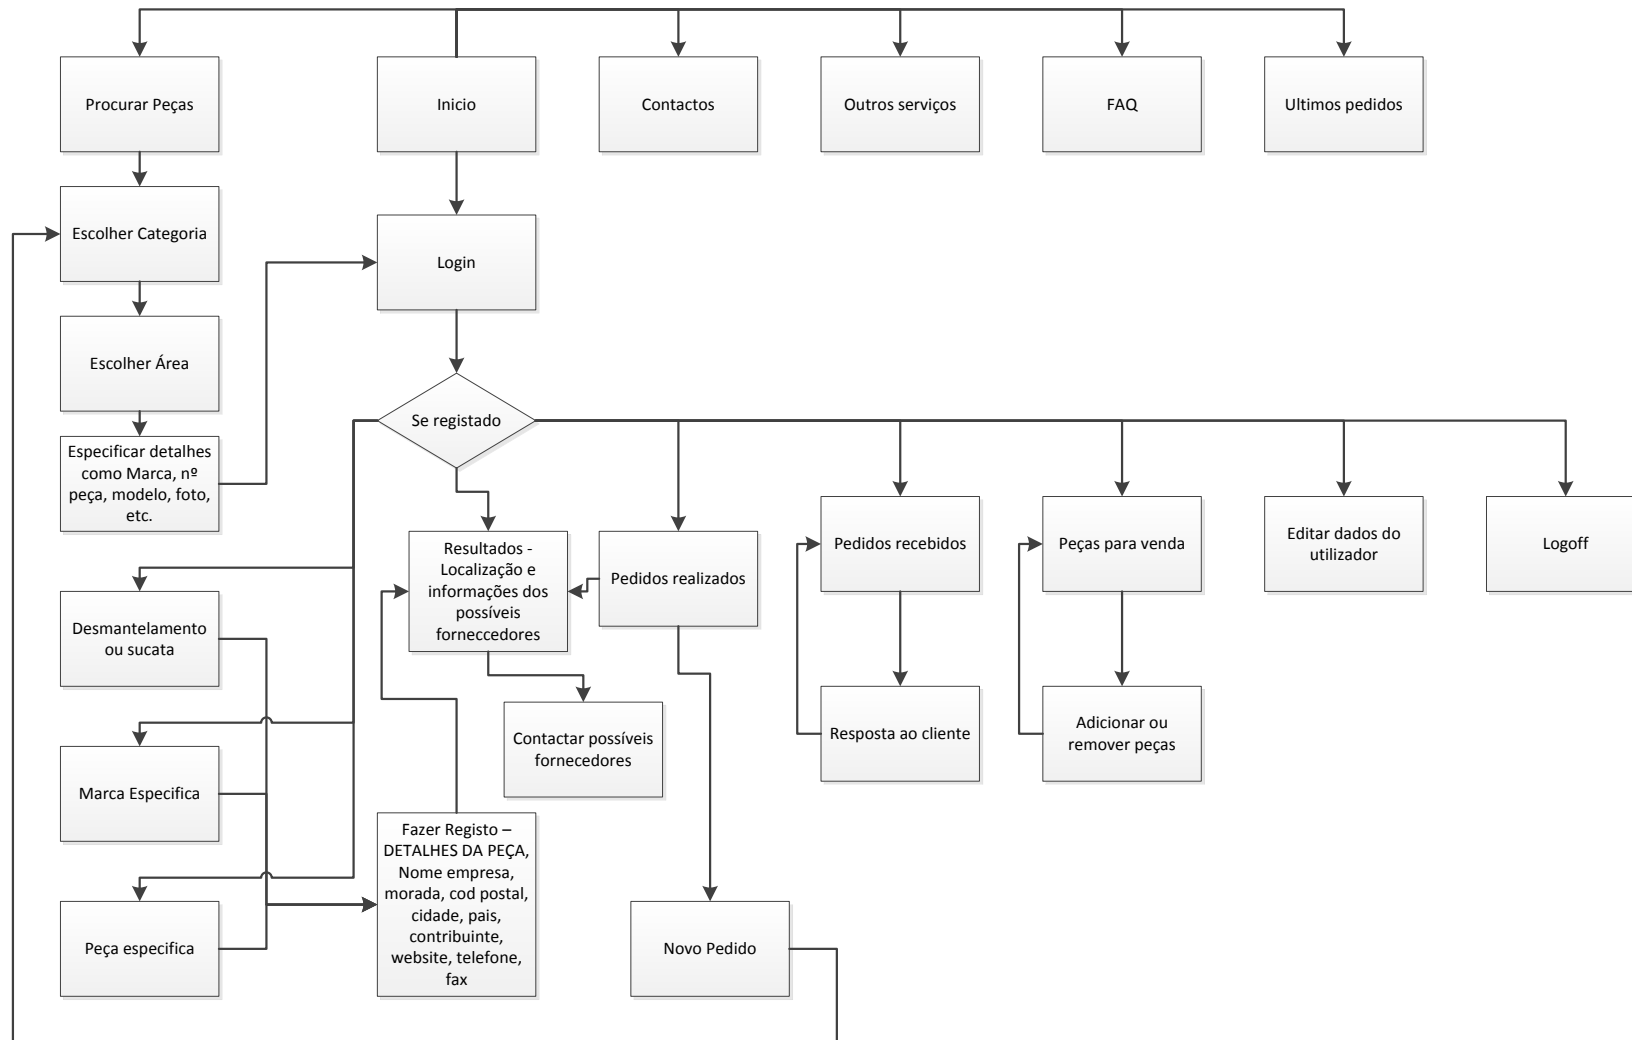 Procurar Peças
Inicio
Contactos
Outros serviços
FAQ
Ultimos pedidos
Escolher Categoria
Login
Escolher Área
Se registado
Especificar detalhes
como Marca, nº
peça, modelo, foto,
etc.
Resultados -
Localização e
informações dos
possíveis
forneccedores
Pedidos realizados
Pedidos recebidos
Peças para venda
Editar dados do
utilizador
Logoff
Desmantelamento
ou sucata
Contactar possíveis
fornecedores
Resposta ao cliente
Adicionar ou
remover peças
Marca Especifica
Fazer Registo –
DETALHES DA PEÇA,
Nome empresa,
morada, cod postal,
cidade, pais,
contribuinte,
website, telefone,
fax
Peça especifica
Novo Pedido